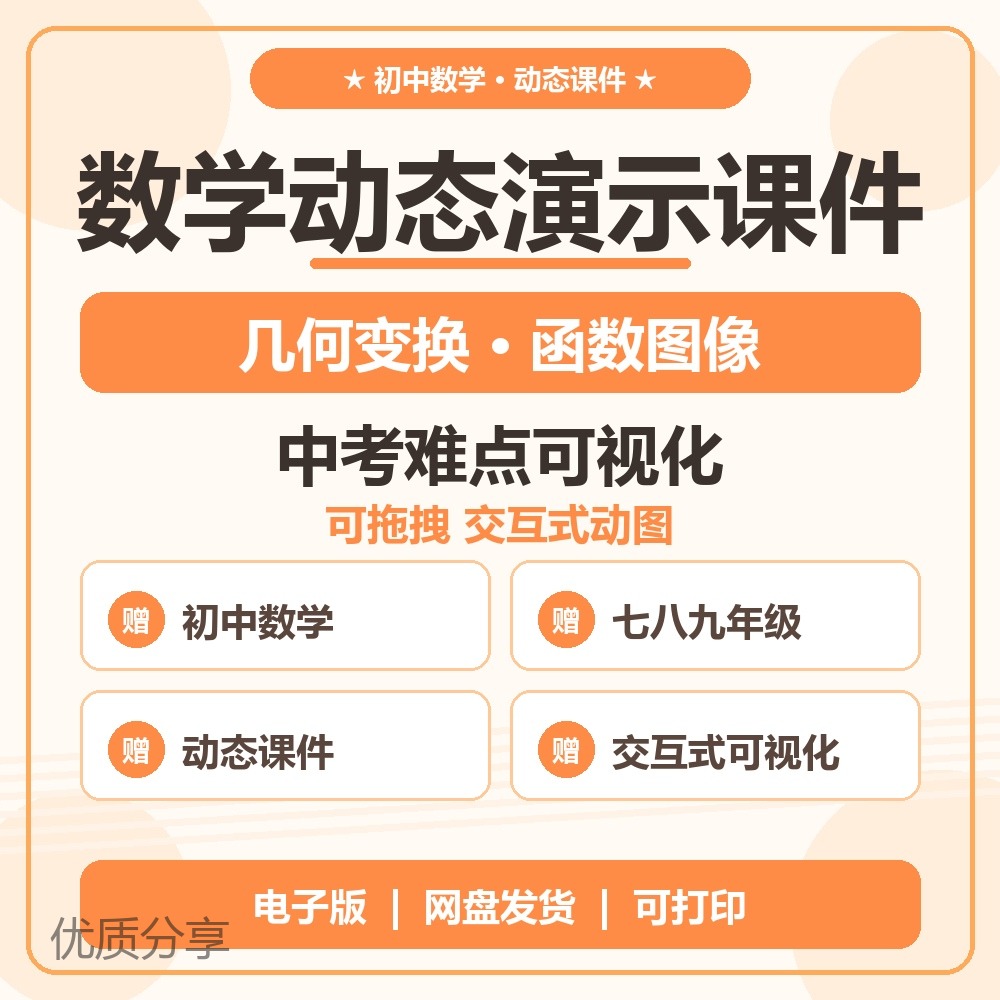 ★ 初中数学 • 动态课件 ★
数学动态演示课件
几何变换 • 函数图像
中考难点可视化
可拖拽 交互式动图
赠 初中数学
赠 七八九年级
赠 动态课件
赠 交互式可视化
电子版 | 网盘发货 | 可打印
优质分享